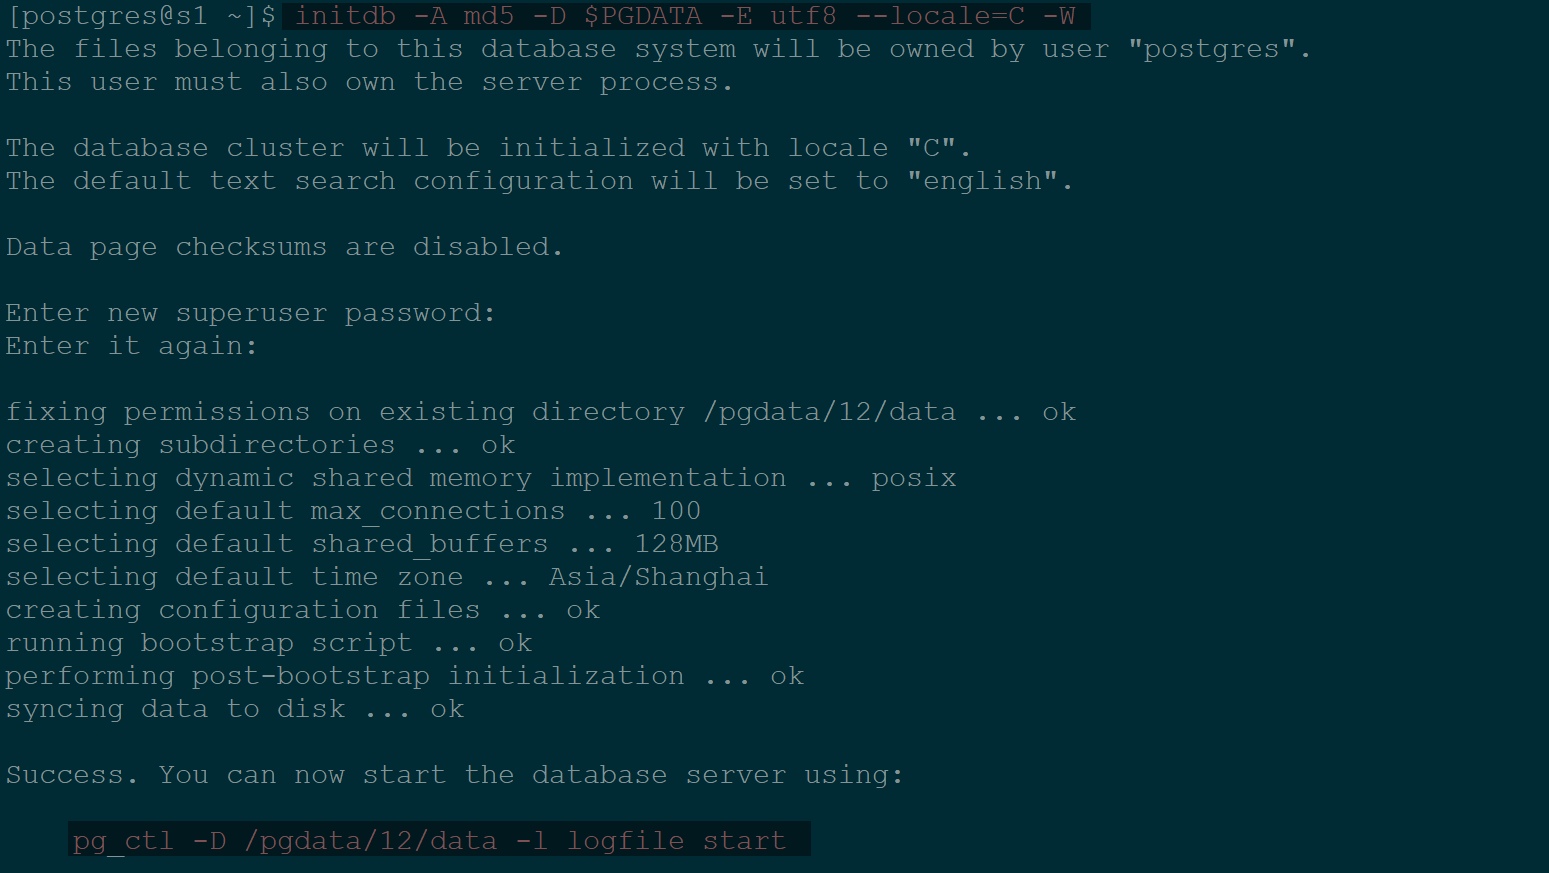 [postgres@s1 ~]$ initdb -A md5 -D $PGDATA -E utf8 --locale=C -W
The files belonging to this database system will be owned by user "postgres".
This user must also own the server process.
The database cluster will be initialized with locale "C".
The default text search configuration will be set to "english".
Data page checksums are disabled.
Enter new superuser password:
Enter it again:
fixing permissions on existing directory /pgdata/12/data ... ok
creating subdirectories ... ok
selecting dynamic shared memory implementation ... posix
selecting default max_connections ... 100
selecting default shared_buffers ... 128MB
selecting default time zone ... Asia/Shanghai
creating configuration files ... ok
running bootstrap script ... ok
performing post-bootstrap initialization ... ok
syncing data to disk ... ok
Success. You can now start the database server using:
pg_ctl -D /pgdata/12/data -l logfile start